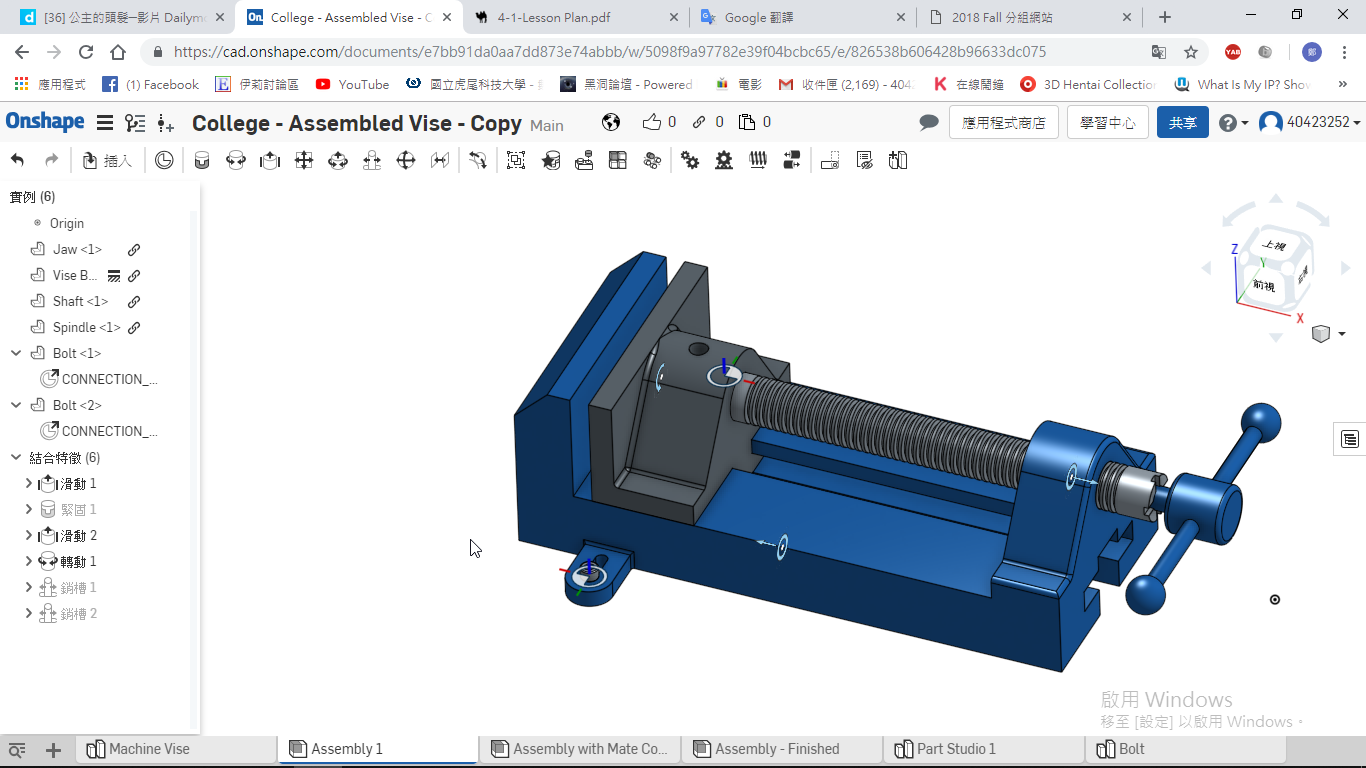 [36] 公主的頭髮─影片 Dailymo
College - Assembled Vise - C
4-1-Lesson Plan.pdf
Google 翻譯
2018 Fall 分組網站
https://cad.onshape.com/documents/e7bb91da0aa7dd873e74abbb/w/5098f9a97782e39f04bcbc65/e/826538b606428b96633dc075
YAB
鄭
應用程式
(1) Facebook
伊莉討論區
YouTube
國立虎尾科技大學 -
黑洞論壇 - Powered
電影
收件匣 (2,169) - 404
在線鬧鐘
3D Hentai Collection
What Is My IP? Shov
»
Onshape
College - Assembled Vise - Copy Main
0
0
0
應用程式商店
學習中心
共享
40423252
插入
實例 (6)
Origin
Jaw <1>
Vise B...
Shaft <1>
Spindle <1>
Bolt <1>
CONNECTION_...
Bolt <2>
CONNECTION_...
結合特徵 (6)
滑動 1
緊固 1
滑動 2
轉動 1
銷槽 1
銷槽 2
上視
前視
Z
Y
X
啟用 Windows
移至 [設定] 以啟用 Windows。
Machine Vise
Assembly 1
Assembly with Mate Co...
Assembly - Finished
Part Studio 1
Bolt